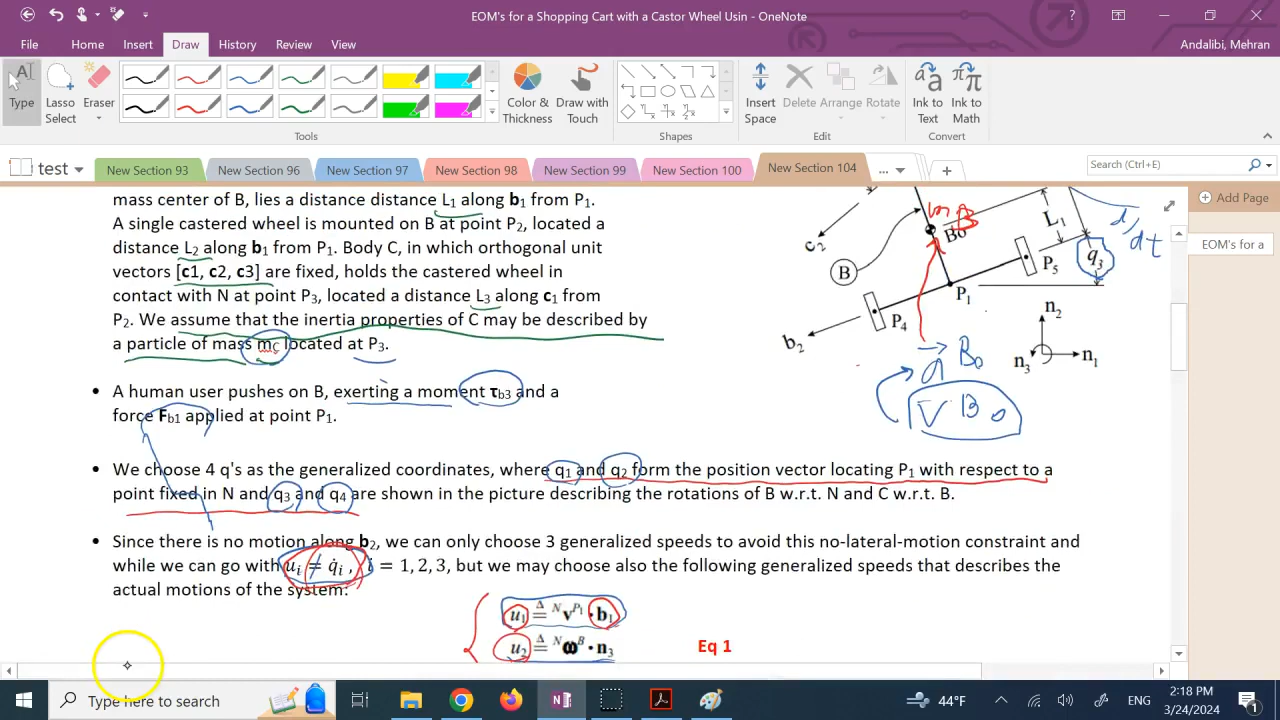 EOM's for a Shopping Cart with a Castor Wheel Usin - OneNote
File Home Insert Draw History Review View
Andalibi, Mehran
Type
Lasso Select
Eraser
Color & Thickness
Draw with Touch
Insert Space
Delete Arrange Rotate
Ink to Text
Ink to Math
Tools Shapes Edit Convert
test
New Section 93 New Section 96 New Section 97 New Section 98 New Section 99 New Section 100 New Section 104 ...
Search (Ctrl+E)
Add Page
EOM's for a
mass center of B, lies a distance distance L₁ along b₁ from P₁.
A single castered wheel is mounted on B at point P₂, located a
distance L₂ along b₁ from P₁. Body C, in which orthogonal unit
vectors [c1, c2, c3] are fixed, holds the castered wheel in
contact with N at point P₃, located a distance L₃ along c₁ from
P₂. We assume that the inertia properties of C may be described by
a particle of mass m_C located at P₃.
• A human user pushes on B, exerting a moment τ_b3 and a
force F_b1 applied at point P₁.
• We choose 4 q's as the generalized coordinates, where q₁ and q₂ form the position vector locating P₁ with respect to a
point fixed in N and q₃ and q₄ are shown in the picture describing the rotations of B w.r.t. N and C w.r.t. B.
• Since there is no motion along b₂, we can only choose 3 generalized speeds to avoid this no-lateral-motion constraint and
while we can go with uᵢ = q̇ᵢ, i = 1,2,3, but we may choose also the following generalized speeds that describes the
actual motions of the system:
u₁ ≜ ᴺv^P₁ · b₁
u₂ ≜ ᴺω^B · n₃
Eq 1
c₂
B
m B
B₀
L₁
d/dt
q₃
P₅
P₁
P₄
b₂
n₂
n₃
n₁
a B₀
V B₀
Type here to search
44°F
ENG
2:18 PM
3/24/2024
1